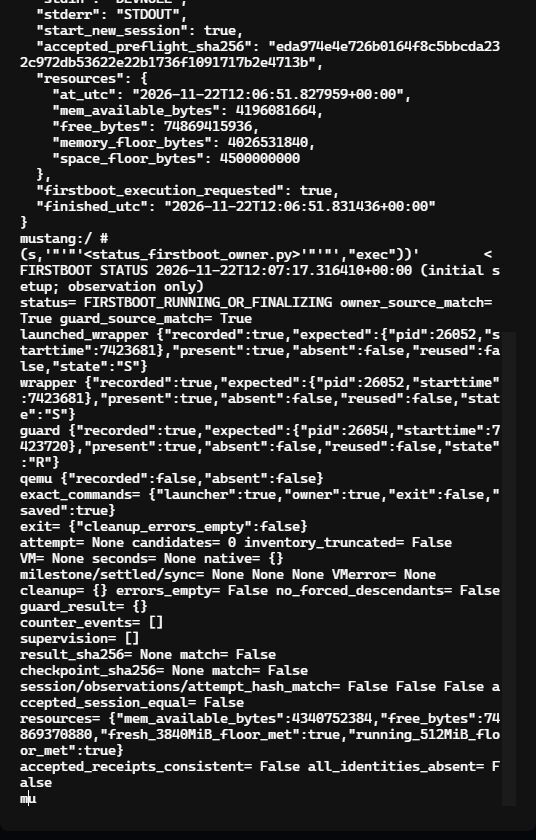 "stderr": "STDOUT",
"start_new_session": true,
"accepted_preflight_sha256": "eda974e4e726b0164f8c5bbcda23
2c972db53622e22b1736f1091717b2e4713b",
"resources": {
"at_utc": "2026-11-22T12:06:51.827959+00:00",
"mem_available_bytes": 4196081664,
"free_bytes": 74869415936,
"memory_floor_bytes": 4026531840,
"space_floor_bytes": 4500000000
},
"firstboot_execution_requested": true,
"finished_utc": "2026-11-22T12:06:51.831436+00:00"
}
mustang:/ #
(s,'"'"'<status_firstboot_owner.py>'"'"',"exec"))' <
FIRSTBOOT STATUS 2026-11-22T12:07:17.316410+00:00 (initial s
etup; observation only)
status= FIRSTBOOT_RUNNING_OR_FINALIZING owner_source_match=
True guard_source_match= True
launched_wrapper {"recorded":true,"expected":{"pid":26052,"s
tarttime":7423681},"present":true,"absent":false,"reused":fa
lse,"state":"S"}
wrapper {"recorded":true,"expected":{"pid":26052,"starttime"
:7423681},"present":true,"absent":false,"reused":false,"stat
e":"S"}
guard {"recorded":true,"expected":{"pid":26054,"starttime":7
423720},"present":true,"absent":false,"reused":false,"state"
:"R"}
qemu {"recorded":false,"absent":false}
exact_commands= {"launcher":true,"owner":true,"exit":false,"
saved":true}
exit= {"cleanup_errors_empty":false}
attempt= None candidates= 0 inventory_truncated= False
VM= None seconds= None native= {}
milestone/settled/sync= None None None VMerror= None
cleanup= {} errors_empty= False no_forced_descendants= False
guard_result= {}
counter_events= []
supervision= []
result_sha256= None match= False
checkpoint_sha256= None match= False
session/observations/attempt_hash_match= False False False a
ccepted_session_equal= False
resources= {"mem_available_bytes":4340752384,"free_bytes":74
869370880,"fresh_3840MiB_floor_met":true,"running_512MiB_flo
or_met":true}
accepted_receipts_consistent= False all_identities_absent= F
alse
mu